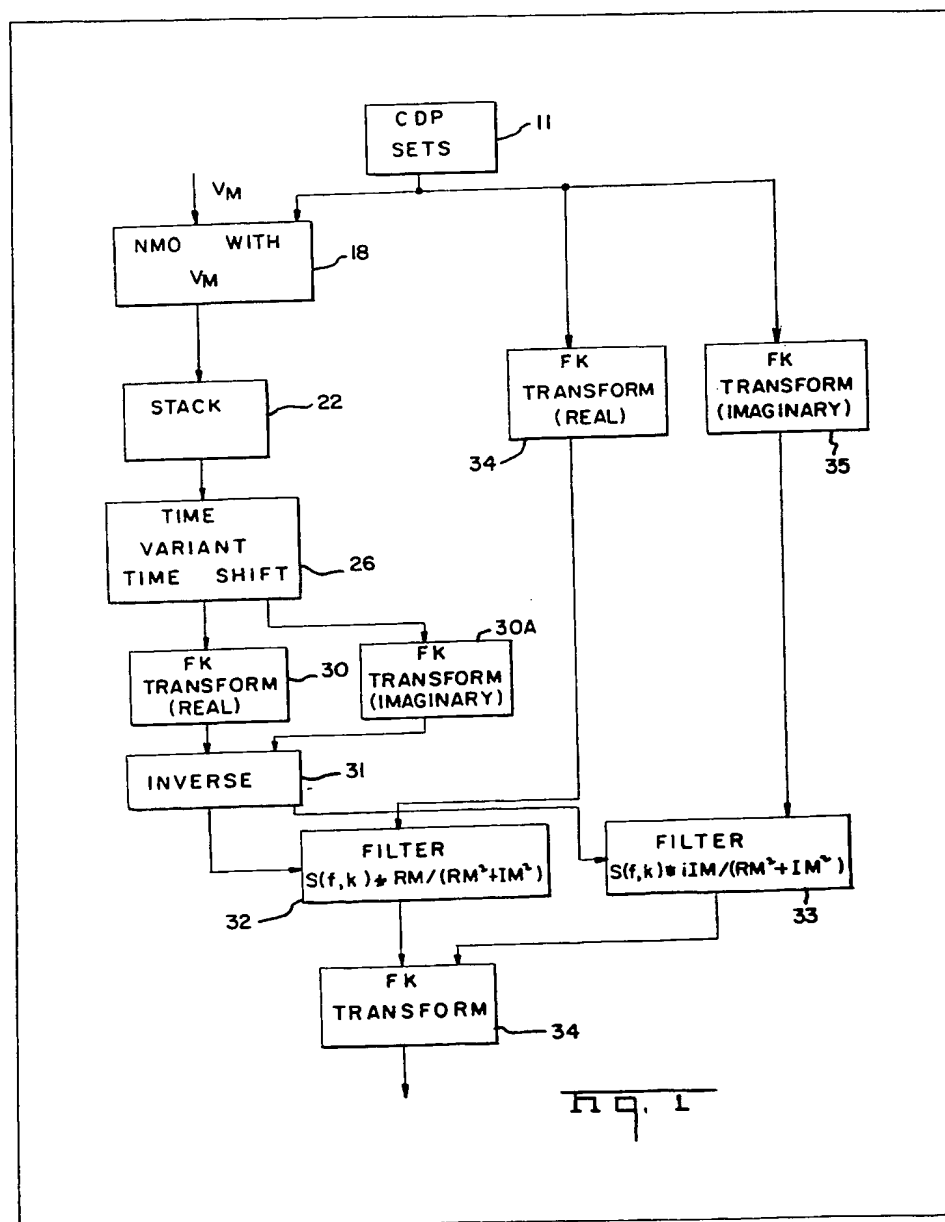 CDP
SETS
11
VM
NMO WITH
VM
18
STACK
22
FK
TRANSFORM
(REAL)
34
FK
TRANSFORM
(IMAGINARY)
35
TIME
VARIANT
TIME SHIFT
26
FK
TRANSFORM
(REAL)
30
30A
FK
TRANSFORM
(IMAGINARY)
INVERSE
31
FILTER
S(f,k) * RM/(RM²+IM²)
32
FILTER
S(f,k) * iIM/(RM²+IM²)
33
FK
TRANSFORM
34
Fig. 1